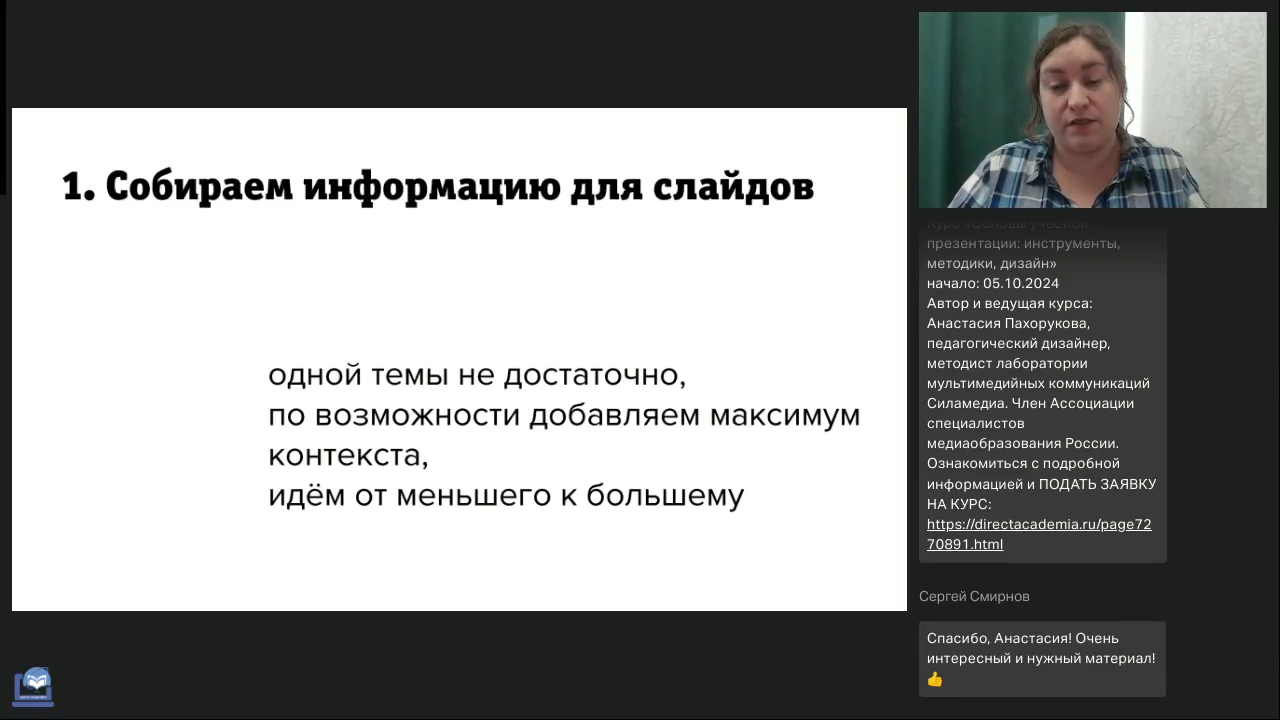 1. Собираем информацию для слайдов
одной темы не достаточно,
по возможности добавляем максимум
контекста,
идём от меньшего к большему
Курс «Основы учебной
презентации: инструменты,
методики, дизайн»
начало: 05.10.2024
Автор и ведущая курса:
Анастасия Пахорукова,
педагогический дизайнер,
методист лаборатории
мультимедийных коммуникаций
Силамедиа. Член Ассоциации
специалистов
медиаобразования России.
Ознакомиться с подробной
информацией и ПОДАТЬ ЗАЯВКУ
НА КУРС:
https://directacademia.ru/page72
70891.html
Сергей Смирнов
Спасибо, Анастасия! Очень
интересный и нужный материал!
👍